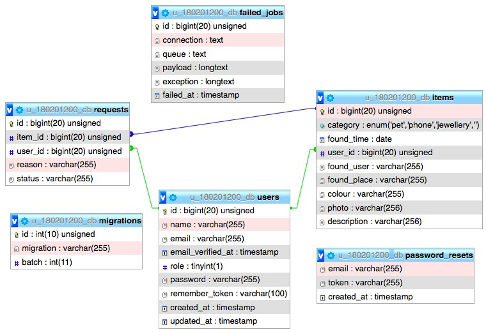 u_180201200_db failed_jobs
id : bigint(20) unsigned
connection : text
queue : text
payload : longtext
exception : longtext
failed_at : timestamp
u_180201200_db requests
id : bigint(20) unsigned
item_id : bigint(20) unsigned
user_id : bigint(20) unsigned
reason : varchar(255)
status : varchar(255)
u_180201200_db items
id : bigint(20) unsigned
category : enum('pet','phone','jewellery','')
found_time : date
user_id : bigint(20) unsigned
found_user : varchar(255)
found_place : varchar(255)
colour : varchar(255)
photo : varchar(256)
description : varchar(256)
u_180201200_db migrations
id : int(10) unsigned
migration : varchar(255)
batch : int(11)
u_180201200_db users
id : bigint(20) unsigned
name : varchar(255)
email : varchar(255)
email_verified_at : timestamp
role : tinyint(1)
password : varchar(255)
remember_token : varchar(100)
created_at : timestamp
updated_at : timestamp
u_180201200_db password_resets
email : varchar(255)
token : varchar(255)
created_at : timestamp